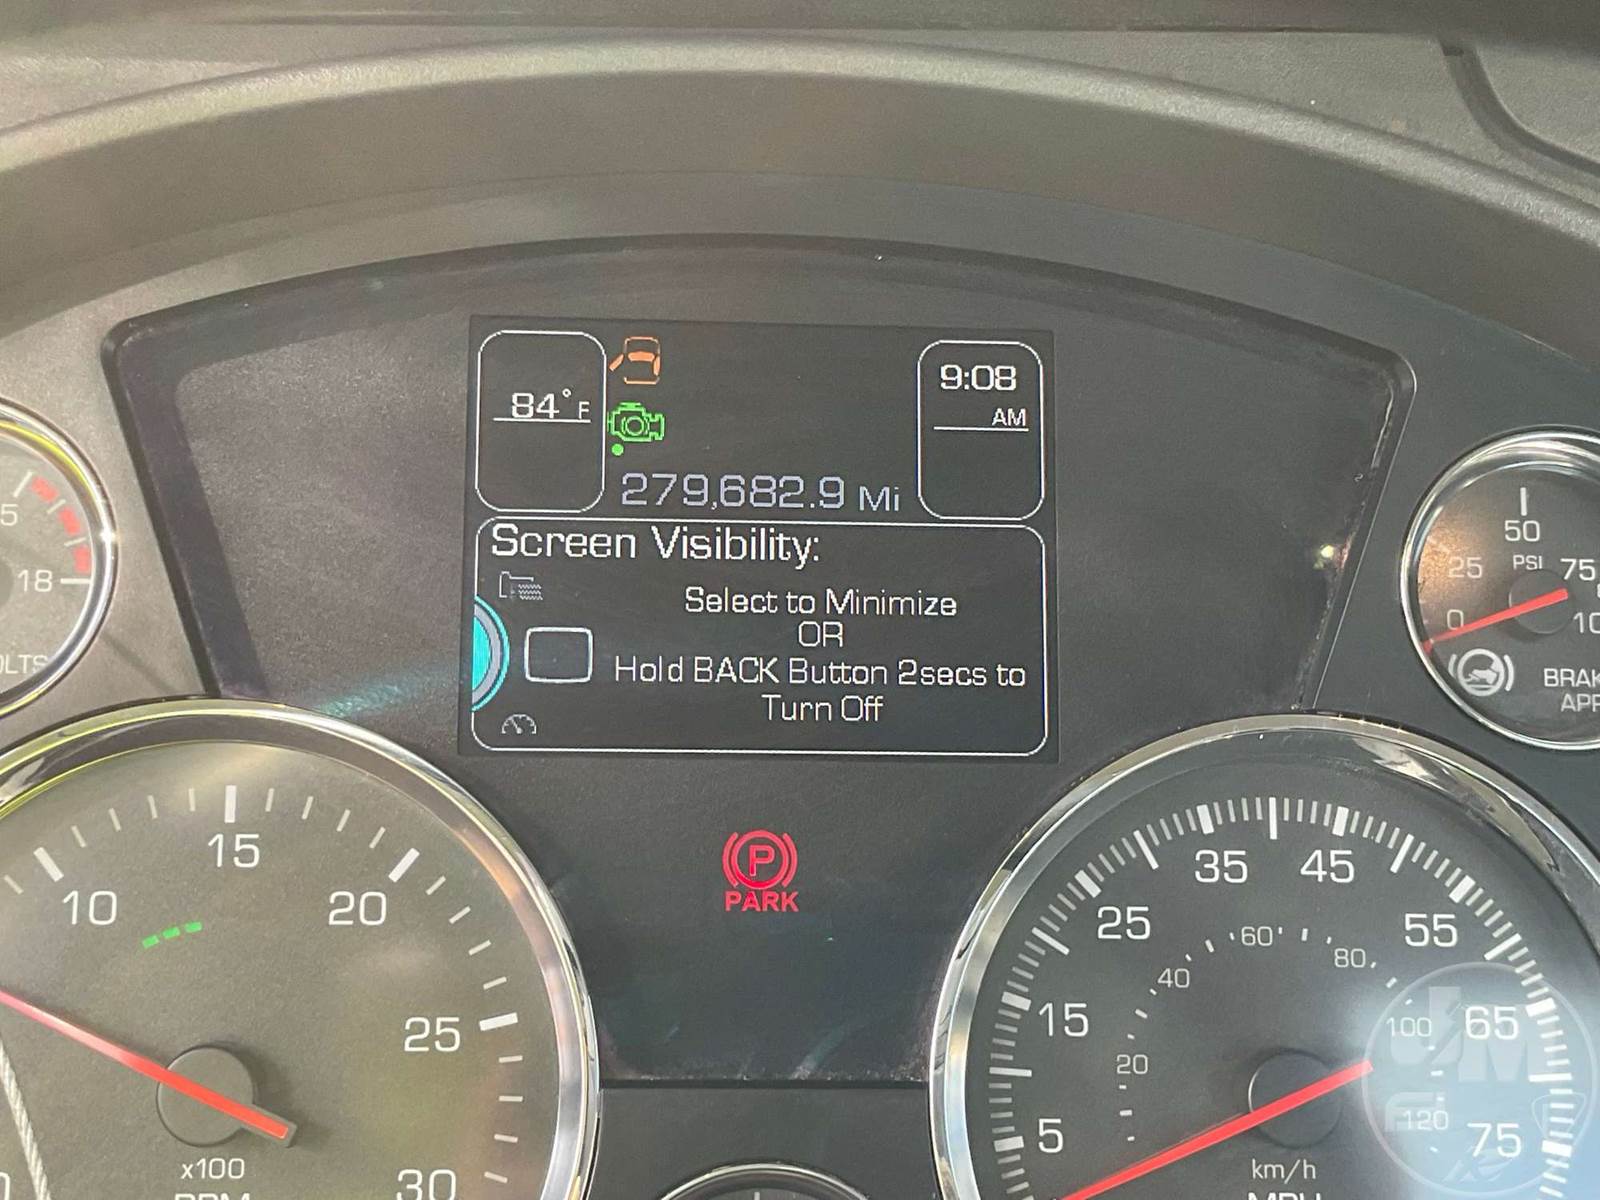 84°F
9:08
AM
279,682.9 Mi
Screen Visibility:
Select to Minimize
OR
Hold BACK Button 2secs to
Turn Off
P
PARK
18
10
15
20
25
30
x100
RPM
5
15
25
35
45
55
65
75
20
40
60
80
100
120
km/h
MPH
0
25
50
75
PSI